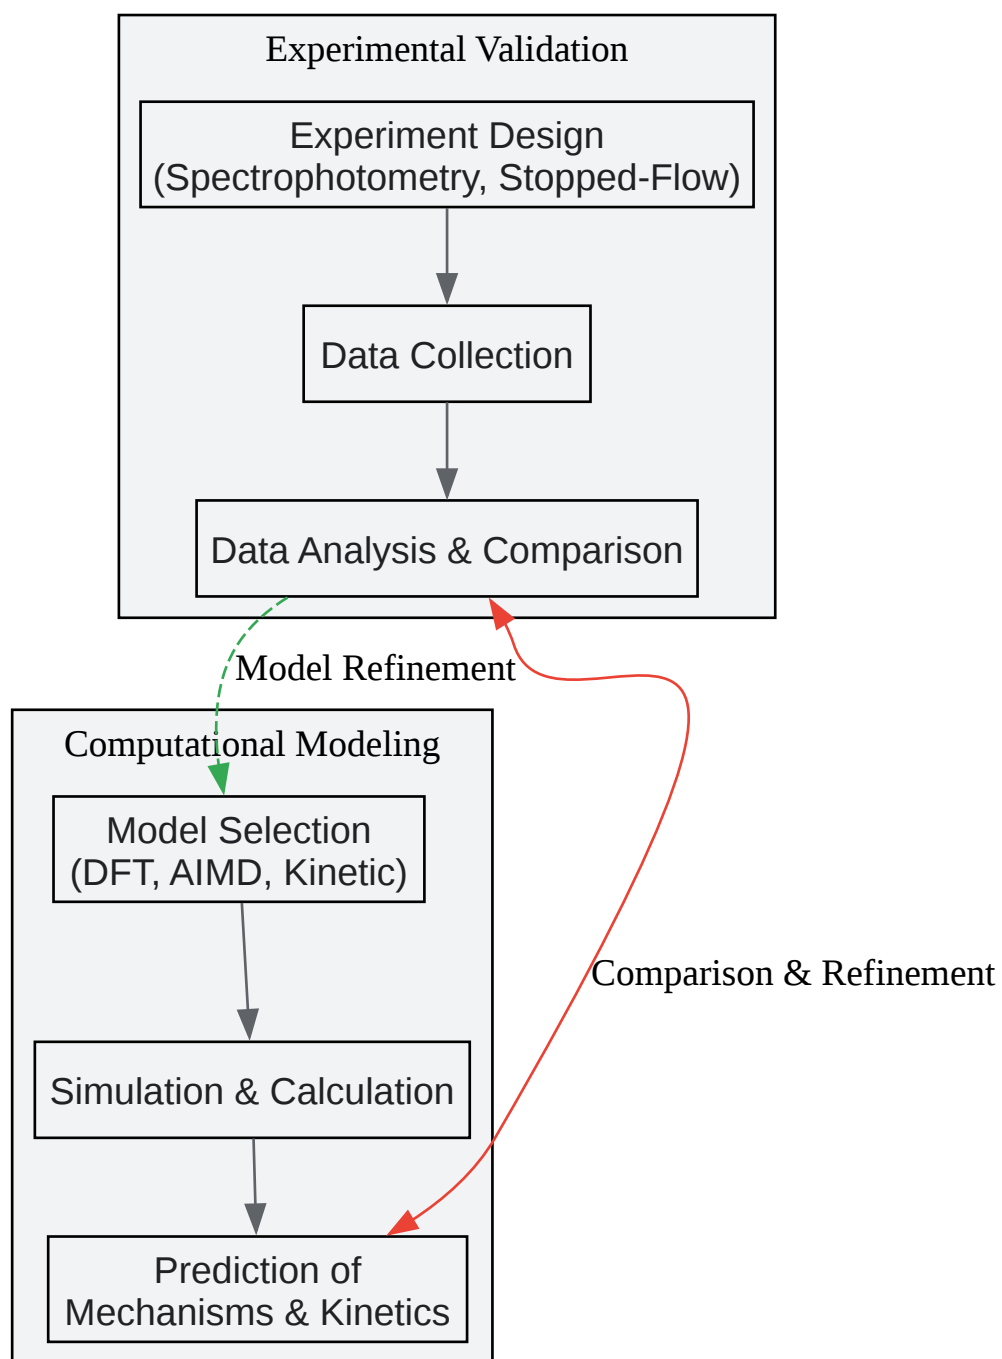 Experimental Validation
Experiment Design
(Spectrophotometry, Stopped-Flow)
Data Collection
Data Analysis & Comparison
Model Refinement
Computational Modeling
Model Selection
(DFT, AIMD, Kinetic)
Comparison & Refinement
Simulation & Calculation
Prediction of
Mechanisms & Kinetics